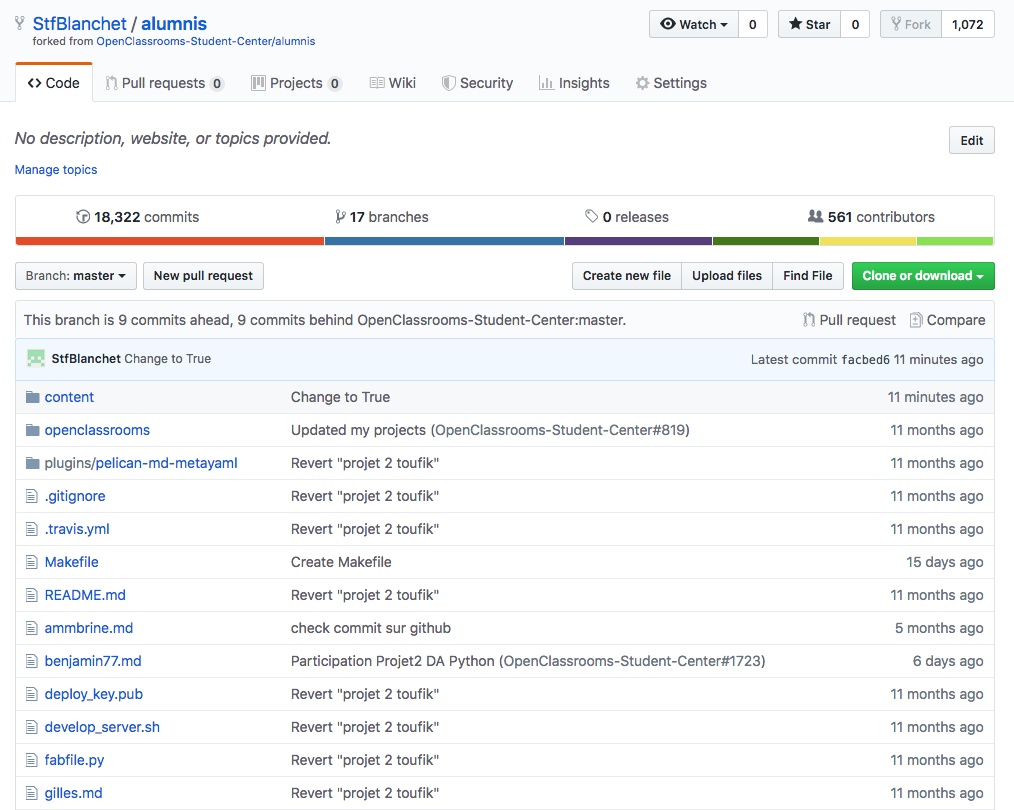 StfBlanchet / alumnis
Watch 0 Star 0 Fork 1,072
forked from OpenClassrooms-Student-Center/alumnis
Code Pull requests 0 Projects 0 Wiki Security Insights Settings
No description, website, or topics provided. Edit
Manage topics
18,322 commits 17 branches 0 releases 561 contributors
Branch: master New pull request Create new file Upload files Find File Clone or download
This branch is 9 commits ahead, 9 commits behind OpenClassrooms-Student-Center:master. Pull request Compare
StfBlanchet Change to True Latest commit facbed6 11 minutes ago
content Change to True 11 minutes ago
openclassrooms Updated my projects (OpenClassrooms-Student-Center#819) 11 months ago
plugins/pelican-md-metayaml Revert "projet 2 toufik" 11 months ago
.gitignore Revert "projet 2 toufik" 11 months ago
.travis.yml Revert "projet 2 toufik" 11 months ago
Makefile Create Makefile 15 days ago
README.md Revert "projet 2 toufik" 11 months ago
ammbrine.md check commit sur github 5 months ago
benjamin77.md Participation Projet2 DA Python (OpenClassrooms-Student-Center#1723) 6 days ago
deploy_key.pub Revert "projet 2 toufik" 11 months ago
develop_server.sh Revert "projet 2 toufik" 11 months ago
fabfile.py Revert "projet 2 toufik" 11 months ago
gilles.md Revert "projet 2 toufik" 11 months ago